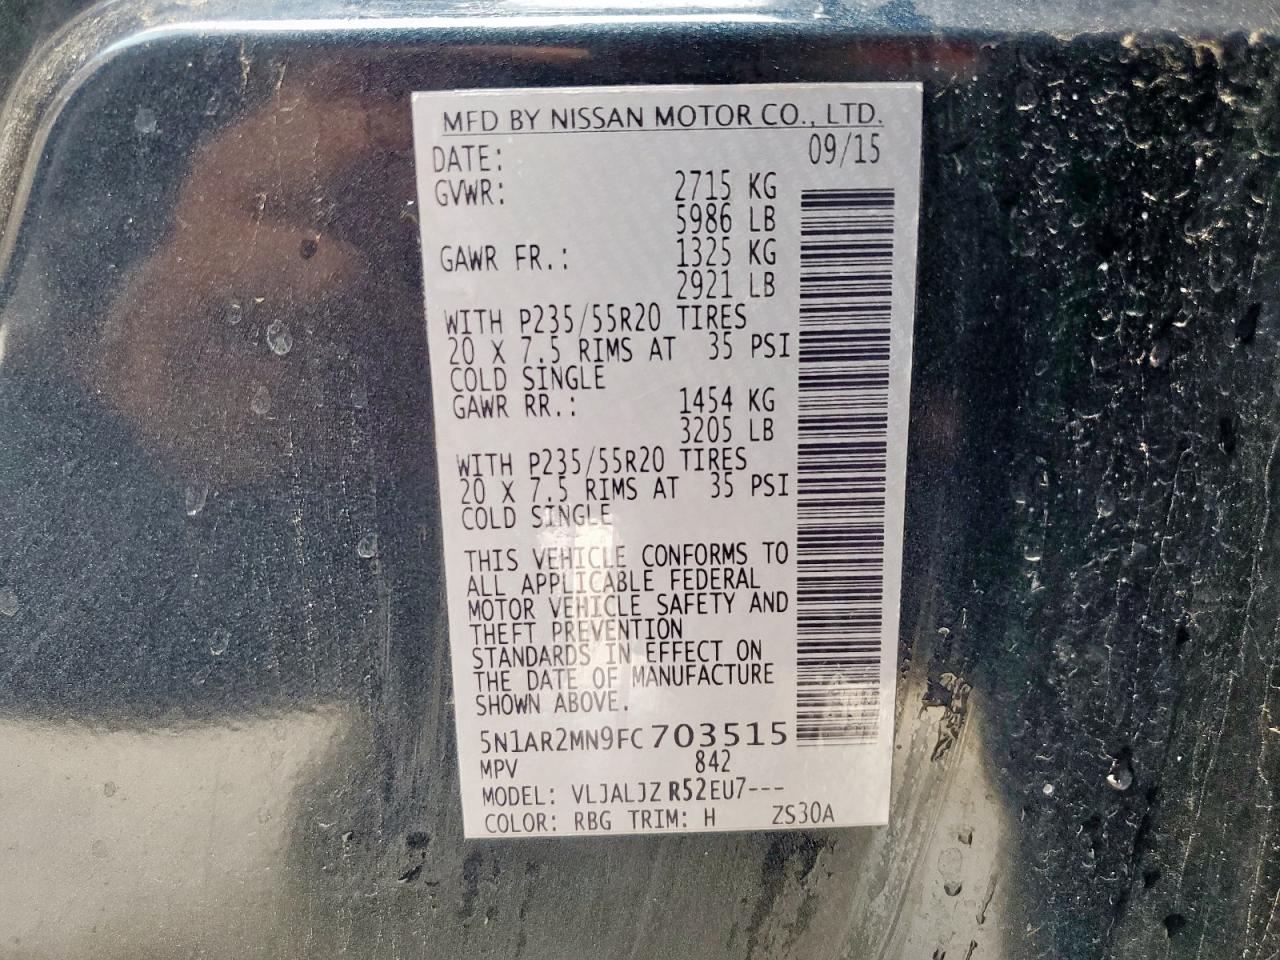 MFD BY NISSAN MOTOR CO., LTD.
DATE: 09/15
GVWR: 2715 KG
5986 LB
GAWR FR.: 1325 KG
2921 LB
WITH P235/55R20 TIRES
20 X 7.5 RIMS AT 35 PSI
COLD SINGLE
GAWR RR.: 1454 KG
3205 LB
WITH P235/55R20 TIRES
20 X 7.5 RIMS AT 35 PSI
COLD SINGLE
THIS VEHICLE CONFORMS TO
ALL APPLICABLE FEDERAL
MOTOR VEHICLE SAFETY AND
THEFT PREVENTION
STANDARDS IN EFFECT ON
THE DATE OF MANUFACTURE
SHOWN ABOVE.
5N1AR2MN9FC703515
MPV 842
MODEL: VLJALJZ R52EU7---
COLOR: RBG TRIM: H ZS30A